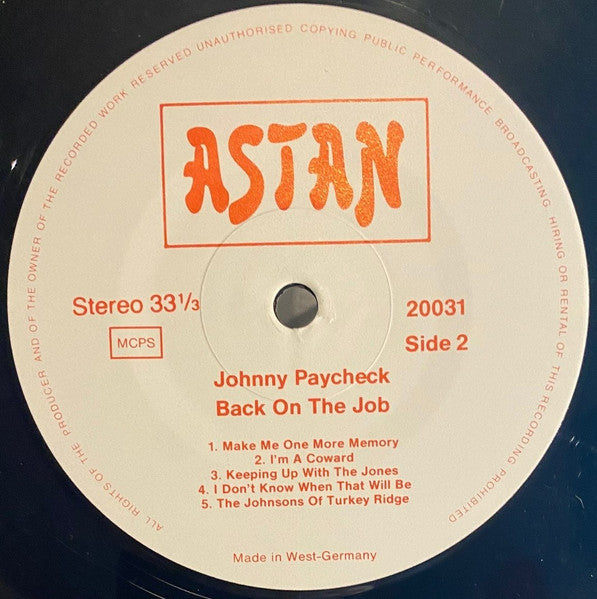 ALL RIGHTS OF THE PRODUCER AND OF THE OWNER OF THE RECORDED WORK RESERVED UNAUTHORISED COPYING PUBLIC PERFORMANCE BROADCASTING HIRING OR RENTAL OF THIS RECORDING PROHIBITED
ASTAN
Stereo 33 1/3
20031
MCPS
Side 2
Johnny Paycheck
Back On The Job
1. Make Me One More Memory
2. I'm A Coward
3. Keeping Up With The Jones
4. I Don't Know When That Will Be
5. The Johnsons Of Turkey Ridge
Made in West-Germany